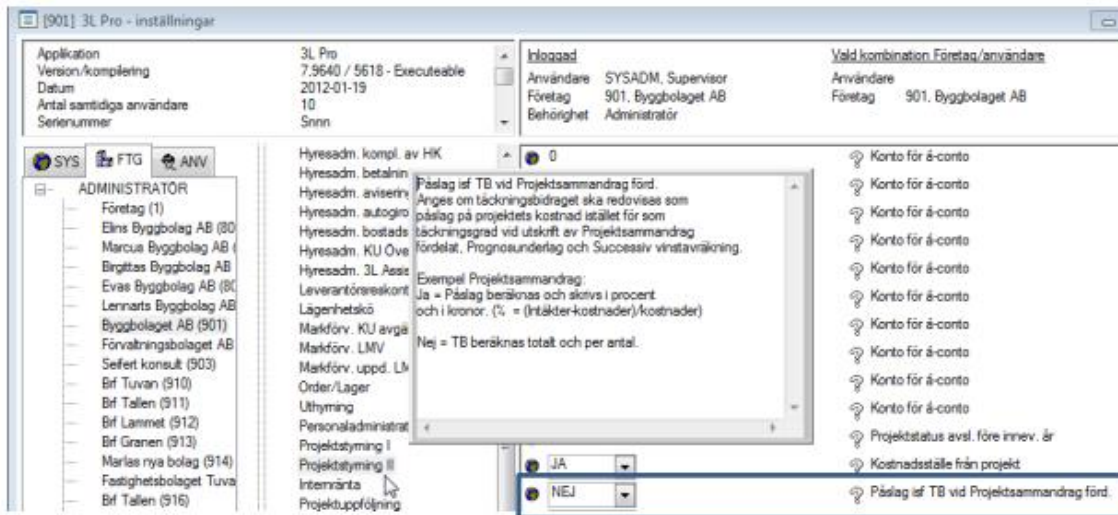 [901] 3L Pro - inställningar
Applikation 3L Pro
Version/kompilering 7.9640 / 5618 - Executeable
Datum 2012-01-19
Antal samtidiga användare 10
Serienummer Snnn
Inloggad
Användare SYSADM, Supervisor
Företag 901, Byggbolaget AB
Behörighet Administratör
Vald kombination Företag/användare
Användare
Företag 901, Byggbolaget AB
SYS FTG ANV
ADMINISTRATÖR
Företag (1)
Elins Byggbolag AB (80
Marcus Byggbolag AB (
Birgittas Byggbolag AB
Evas Byggbolag AB (80
Lennarts Byggbolag AB
Byggbolaget AB (901)
Förvaltningsbolaget AB
Seifert konsult (903)
Brf Tuvan (910)
Brf Tallen (911)
Brf Lammet (912)
Brf Granen (913)
Marias nya bolag (914)
Fastighetsbolaget Tuva
Brf Tallen (916)
Hyresadm. kompl. av HK
Hyresadm. betalnin
Hyresadm. avisering
Hyresadm. autogiro
Hyresadm. bostads
Hyresadm. KU Öve
Hyresadm. 3L Assis
Leverantörsreskont
Lägenhetskö
Markförv. KU avgä
Markförv. LMV
Markförv. uppd. LM
Order/Lager
Uthyrning
Personaladministrat
Projektstyrning I
Projektstyrning II
Internränta
Projektuppföljning
Påslag isf TB vid Projektsammandrag förd.
Anges om täckningsbidraget ska redovisas som
påslag på projektets kostnad istället för som
täckningsgrad vid utskrift av Projektsammandrag
fördelat, Prognosunderlag och Successiv vinstavräkning.
Exempel Projektsammandrag:
Ja = Påslag beräknas och skrivs i procent
och i kronor. (% = (Intäkter-kostnader)/kostnader)
Nej = TB beräknas totalt och per antal.
0 Konto för á-conto
Konto för á-conto
Konto för á-conto
Konto för á-conto
Konto för á-conto
Konto för á-conto
Konto för á-conto
Konto för á-conto
Konto för á-conto
Konto för á-conto
Projektstatus avsl. före innev. år
JA Kostnadsställe från projekt
NEJ Påslag isf TB vid Projektsammandrag förd.